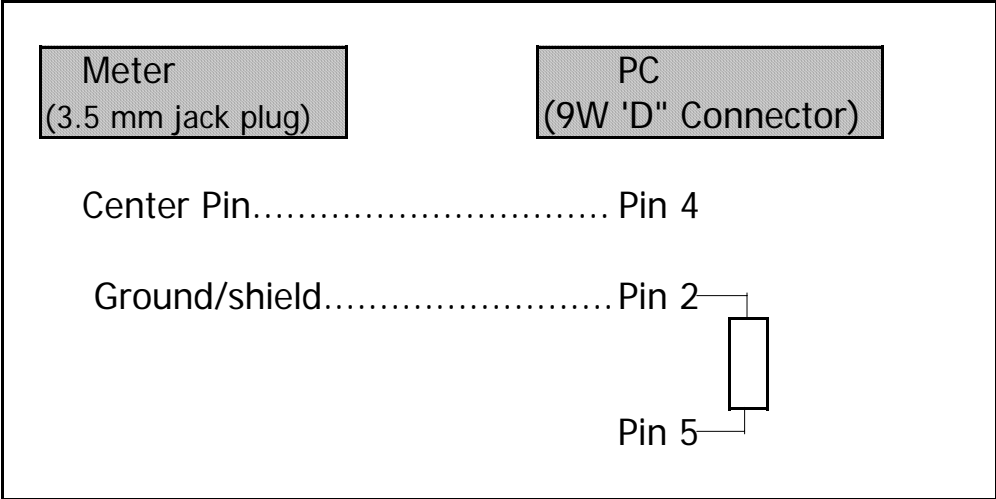 Meter
(3.5 mm jack plug)
PC
(9W 'D" Connector)
Center Pin................................ Pin 4
Ground/shield.......................... Pin 2
Pin 5